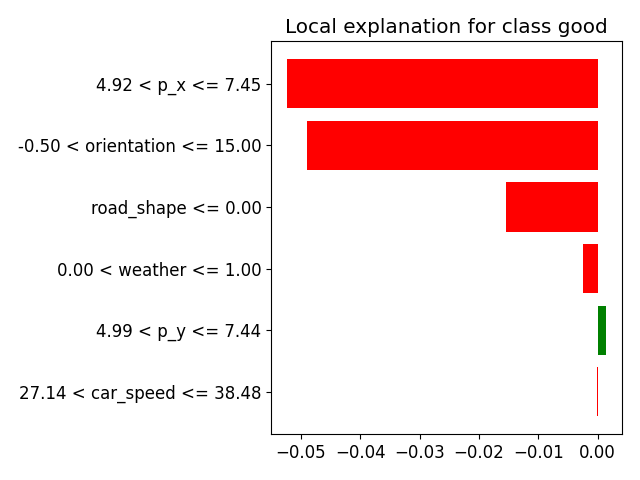 Local explanation for class good
4.92 < p_x <= 7.45
-0.50 < orientation <= 15.00
road_shape <= 0.00
0.00 < weather <= 1.00
4.99 < p_y <= 7.44
27.14 < car_speed <= 38.48
−0.05 −0.04 −0.03 −0.02 −0.01 0.00